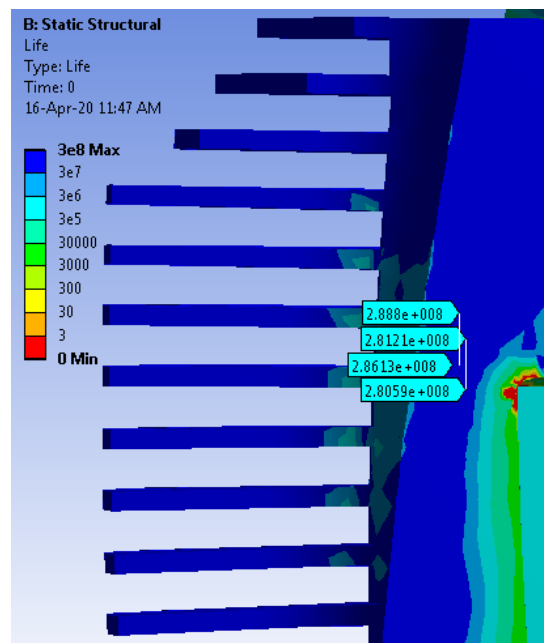 B: Static Structural
Life
Type: Life
Time: 0
16-Apr-20 11:47 AM
3e8 Max
3e7
3e6
3e5
30000
3000
300
30
3
0 Min
2.888e+008
2.8121e+008
2.8613e+008
2.8059e+008